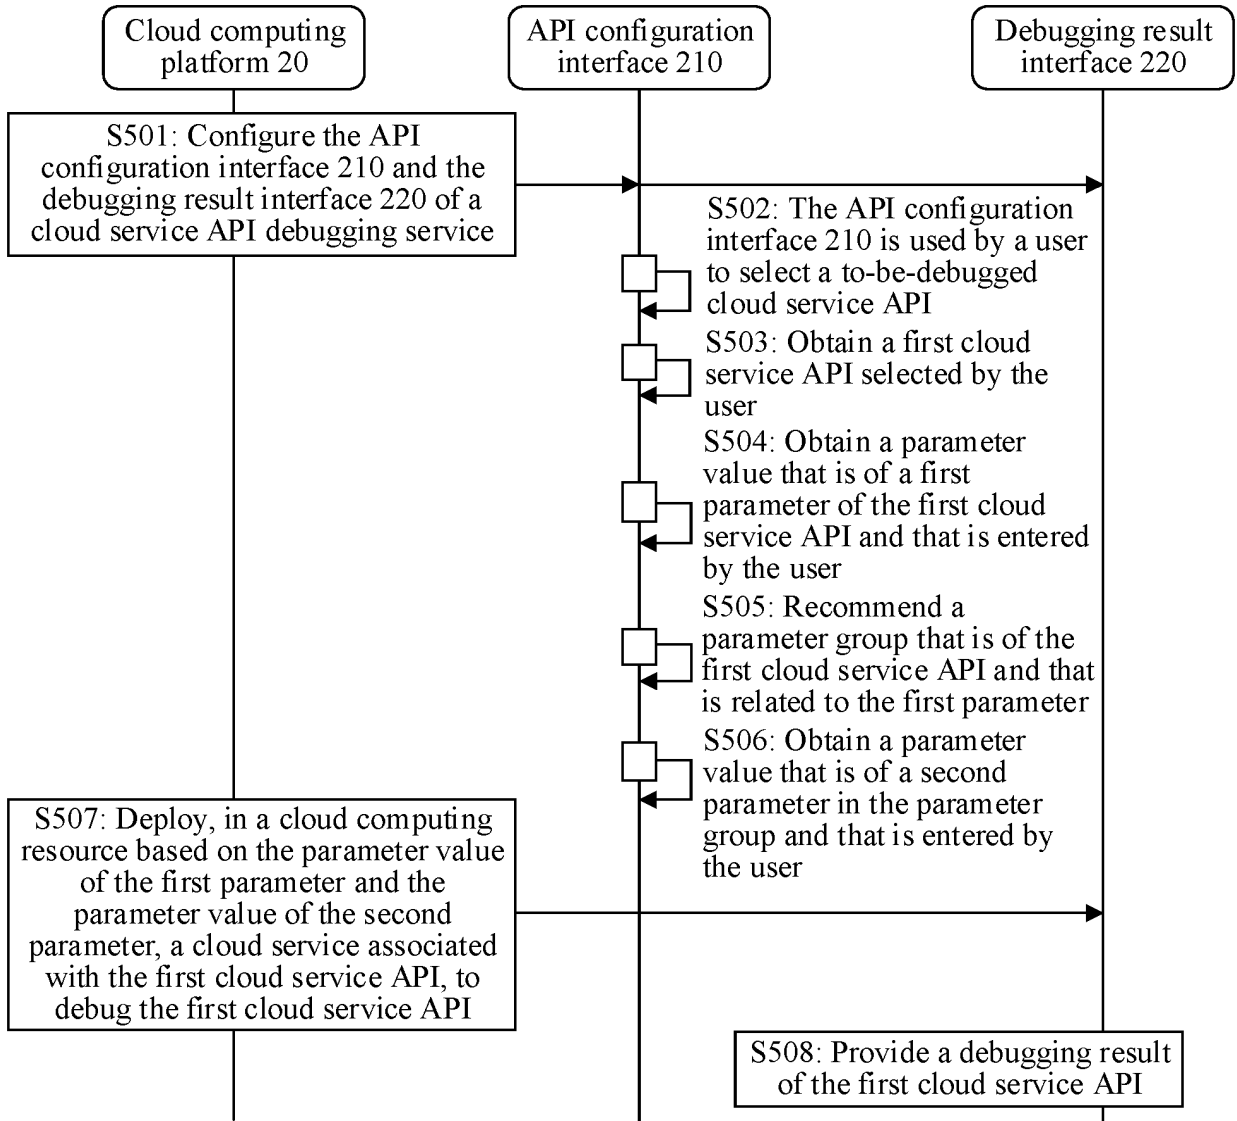 Cloud computing
platform 20
API configuration
interface 210
Debugging result
interface 220
S501: Configure the API
configuration interface 210 and the
debugging result interface 220 of a
cloud service API debugging service
S502: The API configuration
interface 210 is used by a user
to select a to-be-debugged
cloud service API
S503: Obtain a first cloud
service API selected by the
user
S504: Obtain a parameter
value that is of a first
parameter of the first cloud
service API and that is entered
by the user
S505: Recommend a
parameter group that is of the
first cloud service API and that
is related to the first parameter
S506: Obtain a parameter
value that is of a second
parameter in the parameter
group and that is entered by
the user
S507: Deploy, in a cloud computing
resource based on the parameter value
of the first parameter and the
parameter value of the second
parameter, a cloud service associated
with the first cloud service API, to
debug the first cloud service API
S508: Provide a debugging result
of the first cloud service API